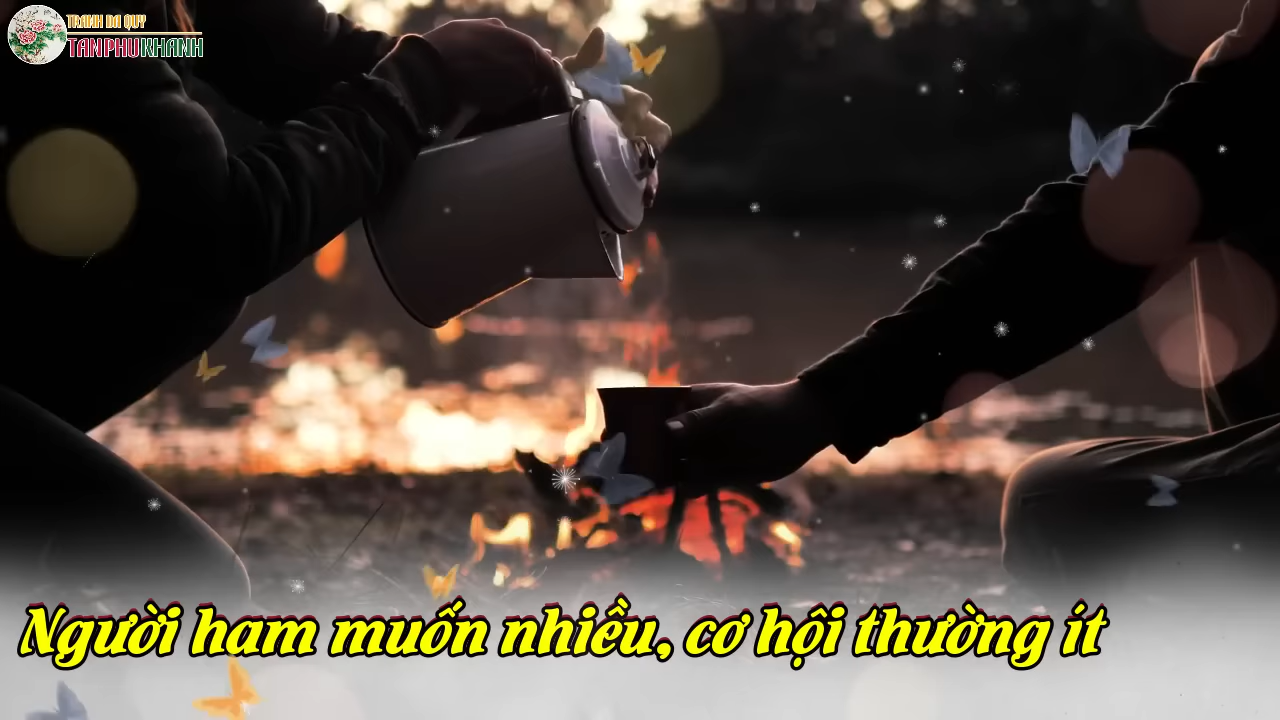 TRANH ĐÁ QUÝ
TANPHUKHANH
Người ham muốn nhiều, cơ hội thường ít